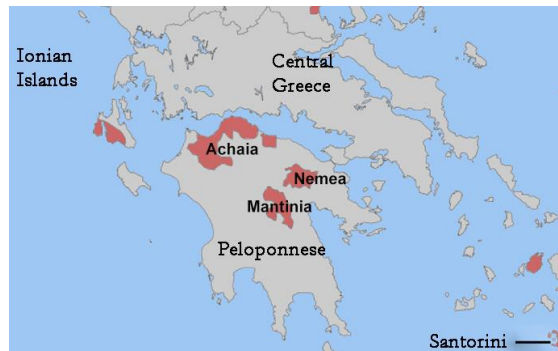 Ionian
Islands
Central
Greece
Achaia
Nemea
Mantinia
Peloponnese
Santorini